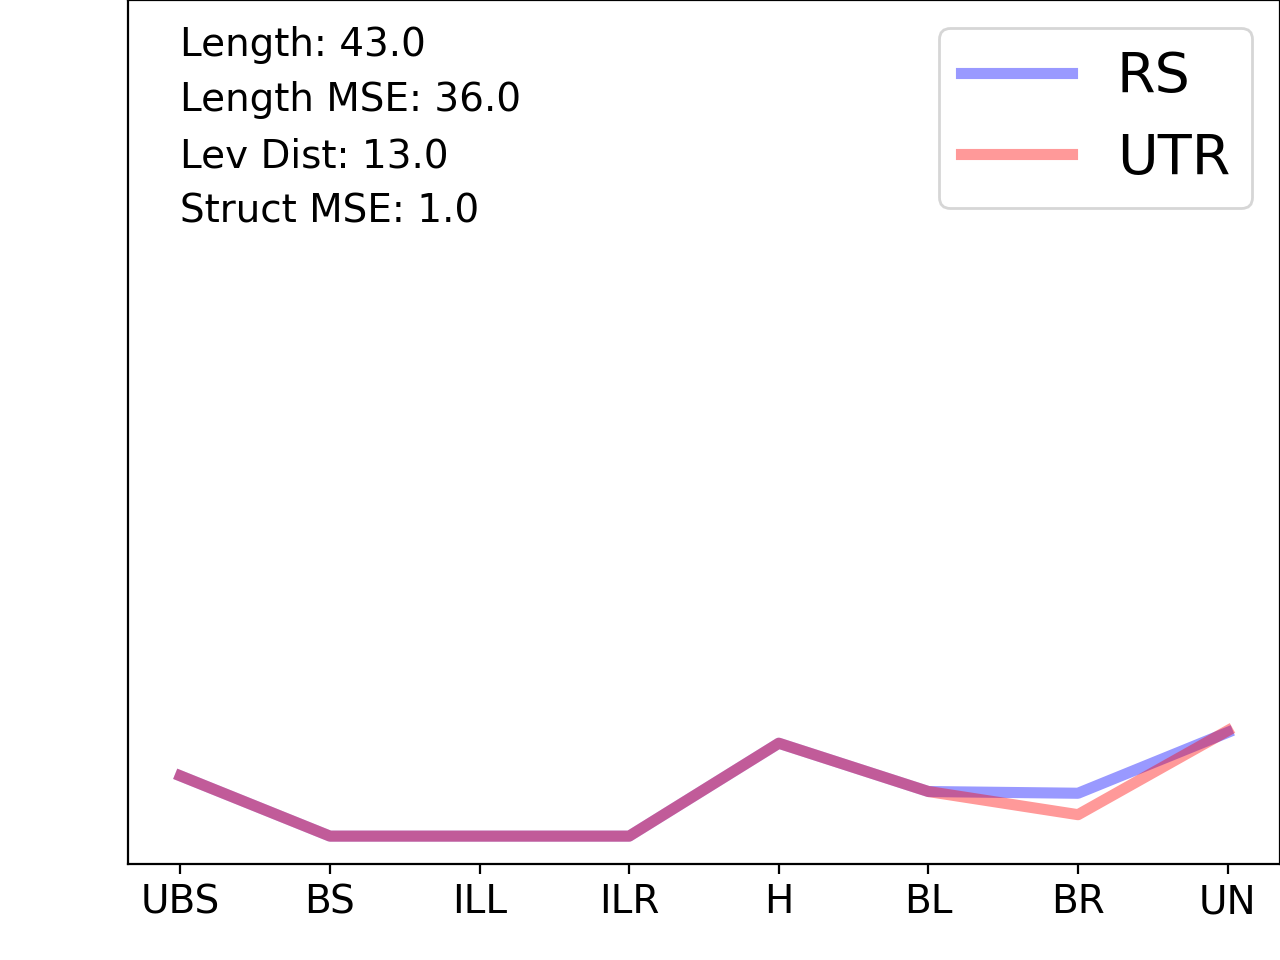 Length: 43.0
Length MSE: 36.0
Lev Dist: 13.0
Struct MSE: 1.0
RS
UTR
UBS BS ILL ILR H BL BR UN